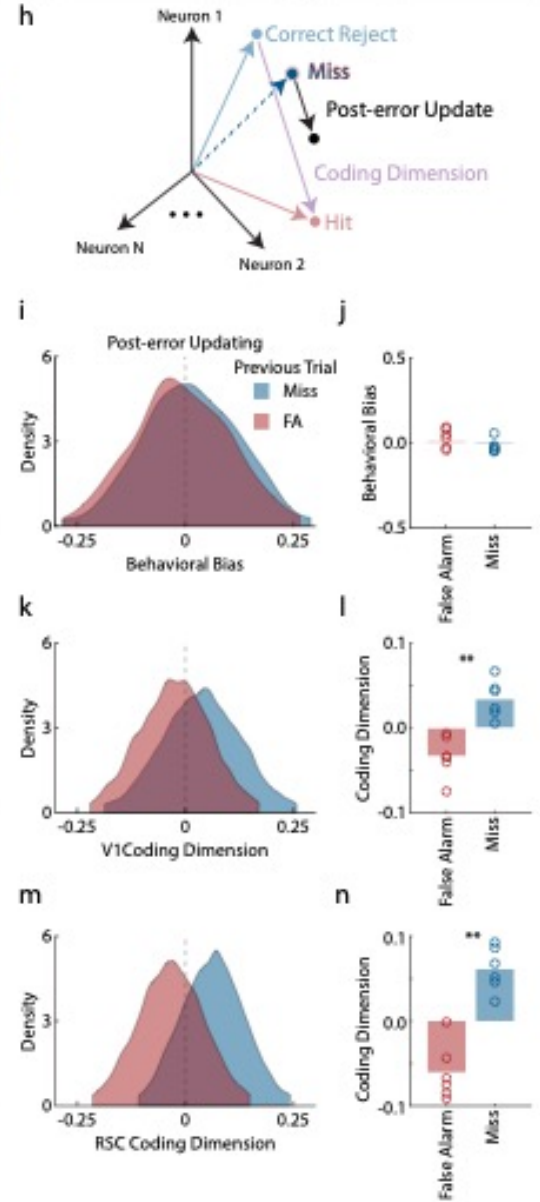 h
Neuron 1
Correct Reject
Miss
Post-error Update
Coding Dimension
Hit
Neuron N
Neuron 2
i
Post-error Updating
Previous Trial
Miss
FA
6
3
0
Density
-0.25
0
0.25
Behavioral Bias
j
0.5
0.0
-0.5
Behavioral Bias
False Alarm
Miss
k
6
3
0
Density
-0.25
0
0.25
V1Coding Dimension
l
0.1
0.0
-0.1
Coding Dimension
**
False Alarm
Miss
m
6
3
0
Density
-0.25
0
0.25
RSC Coding Dimension
n
0.1
0.0
-0.1
Coding Dimension
**
False Alarm
Miss